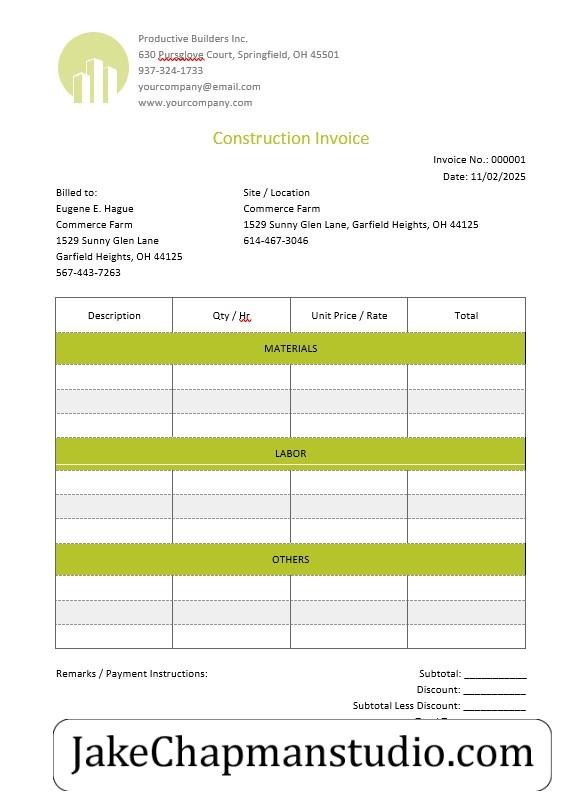 Productive Builders Inc.
630 Pursglove Court, Springfield, OH 45501
937-324-1733
yourcompany@email.com
www.yourcompany.com
Construction Invoice
Invoice No.: 000001
Date: 11/02/2025
Billed to:
Eugene E. Hague
Commerce Farm
1529 Sunny Glen Lane
Garfield Heights, OH 44125
567-443-7263
Site / Location
Commerce Farm
1529 Sunny Glen Lane, Garfield Heights, OH 44125
614-467-3046
Description Qty / Hr. Unit Price / Rate Total
MATERIALS
LABOR
OTHERS
Remarks / Payment Instructions:
Subtotal: ___________
Discount: ___________
Subtotal Less Discount: ___________
JakeChapmanstudio.com